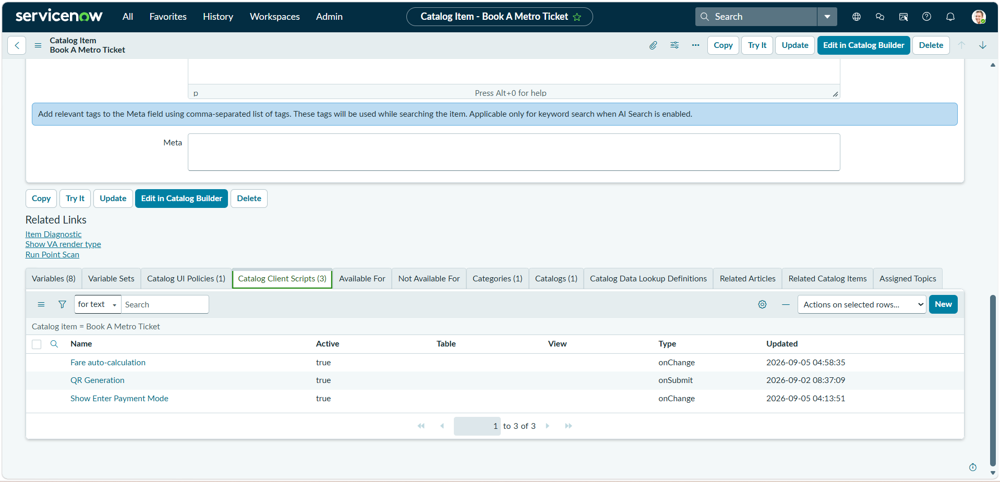 servicenow All Favorites History Workspaces Admin Catalog Item - Book A Metro Ticket Search
Catalog Item
Book A Metro Ticket
Copy Try It Update Edit in Catalog Builder Delete
p Press Alt+0 for help
Add relevant tags to the Meta field using comma-separated list of tags. These tags will be used while searching the item. Applicable only for keyword search when AI Search is enabled.
Meta
Copy Try It Update Edit in Catalog Builder Delete
Related Links
Item Diagnostic
Show VA render type
Run Point Scan
Variables (8) Variable Sets Catalog UI Policies (1) Catalog Client Scripts (3) Available For Not Available For Categories (1) Catalogs (1) Catalog Data Lookup Definitions Related Articles Related Catalog Items Assigned Topics
for text Search Actions on selected rows... New
Catalog item = Book A Metro Ticket
Name Active Table View Type Updated
Fare auto-calculation true onChange 2026-09-05 04:58:35
QR Generation true onSubmit 2026-09-02 08:37:09
Show Enter Payment Mode true onChange 2026-09-05 04:13:51
1 to 3 of 3